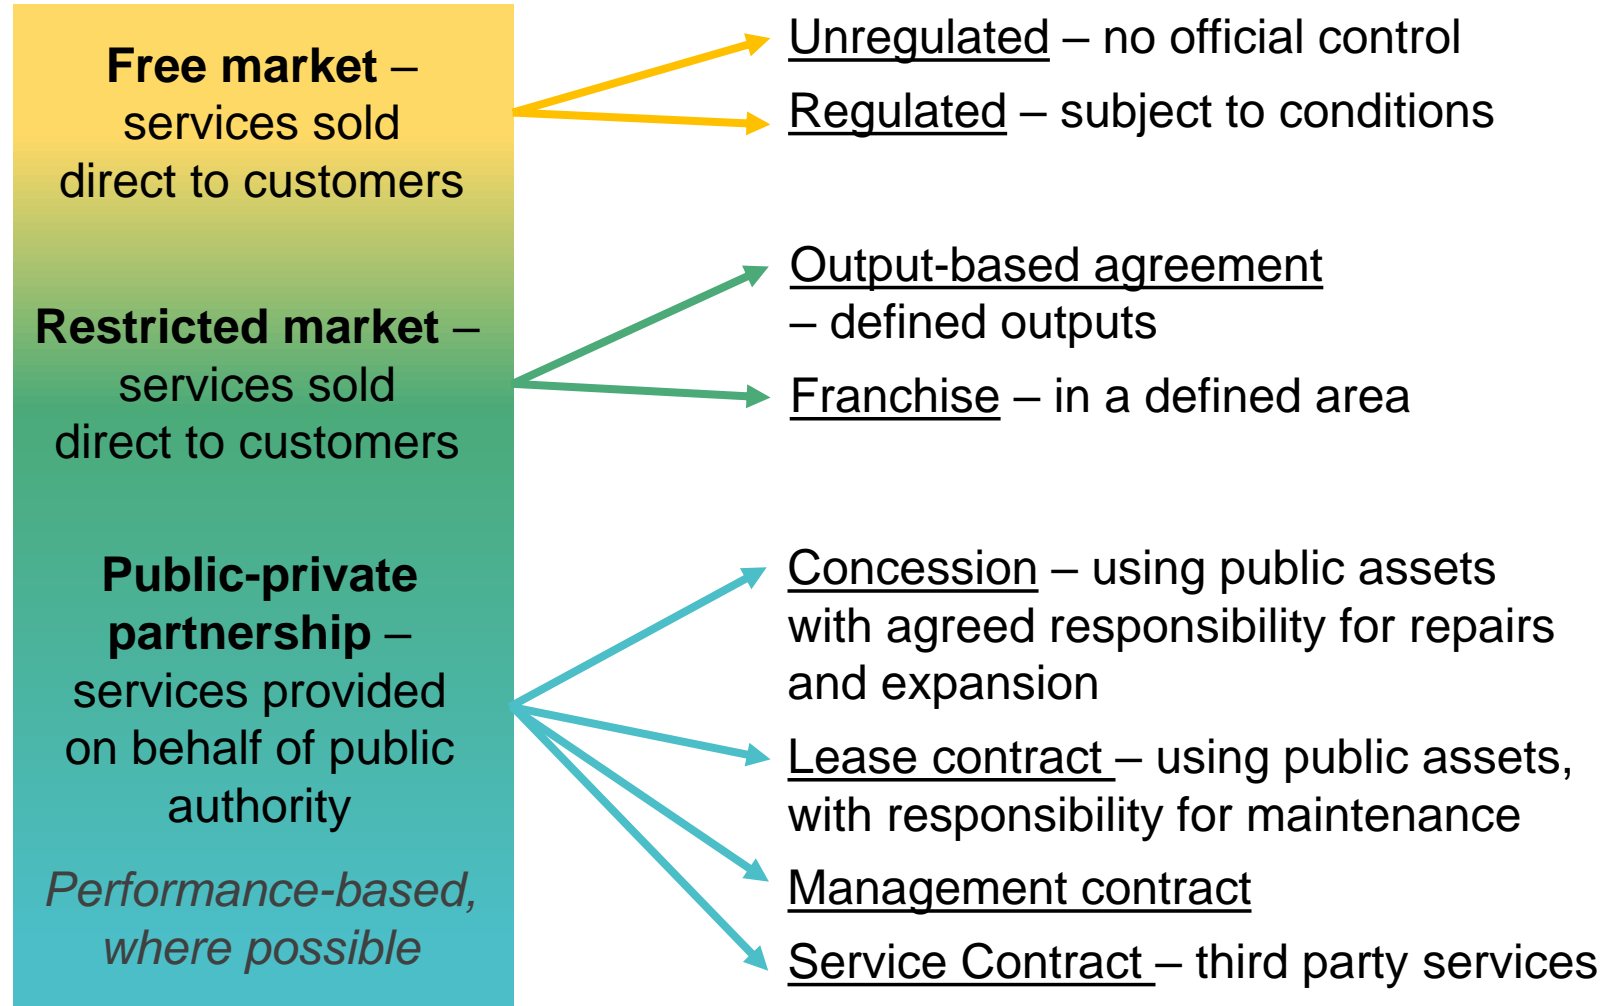 Free market –
services sold
direct to customers
Unregulated – no official control
Regulated – subject to conditions
Restricted market –
services sold
direct to customers
Output-based agreement
– defined outputs
Franchise – in a defined area
Public-private
partnership –
services provided
on behalf of public
authority
Performance-based,
where possible
Concession – using public assets
with agreed responsibility for repairs
and expansion
Lease contract – using public assets,
with responsibility for maintenance
Management contract
Service Contract – third party services